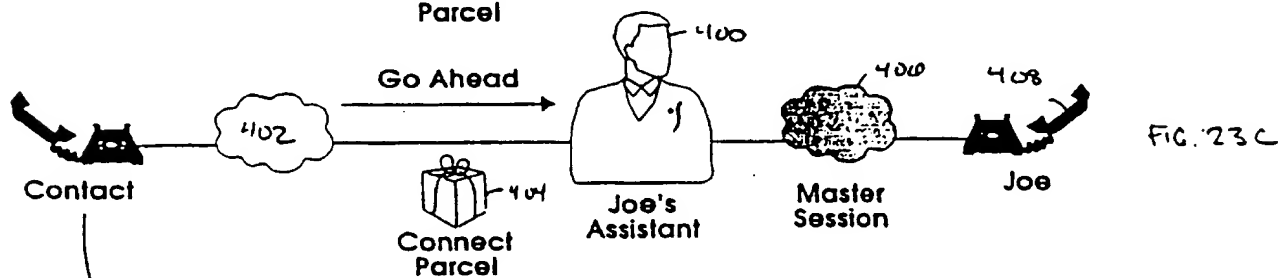 Parcel
400
Go Ahead
406
408
402
FIG. 23C
Contact
404
Joe's
Assistant
Master
Session
Joe
Connect
Parcel